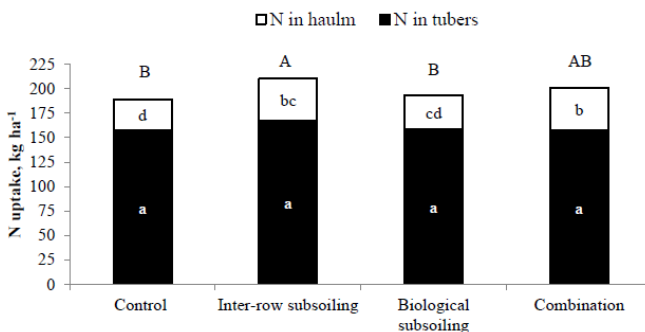 N in haulm N in tubers
225
200
175
150
125
100
75
50
25
0
N uptake, kg ha⁻¹
B A B AB
d bc cd b
a a a a
Control Inter-row subsoiling Biological subsoiling Combination